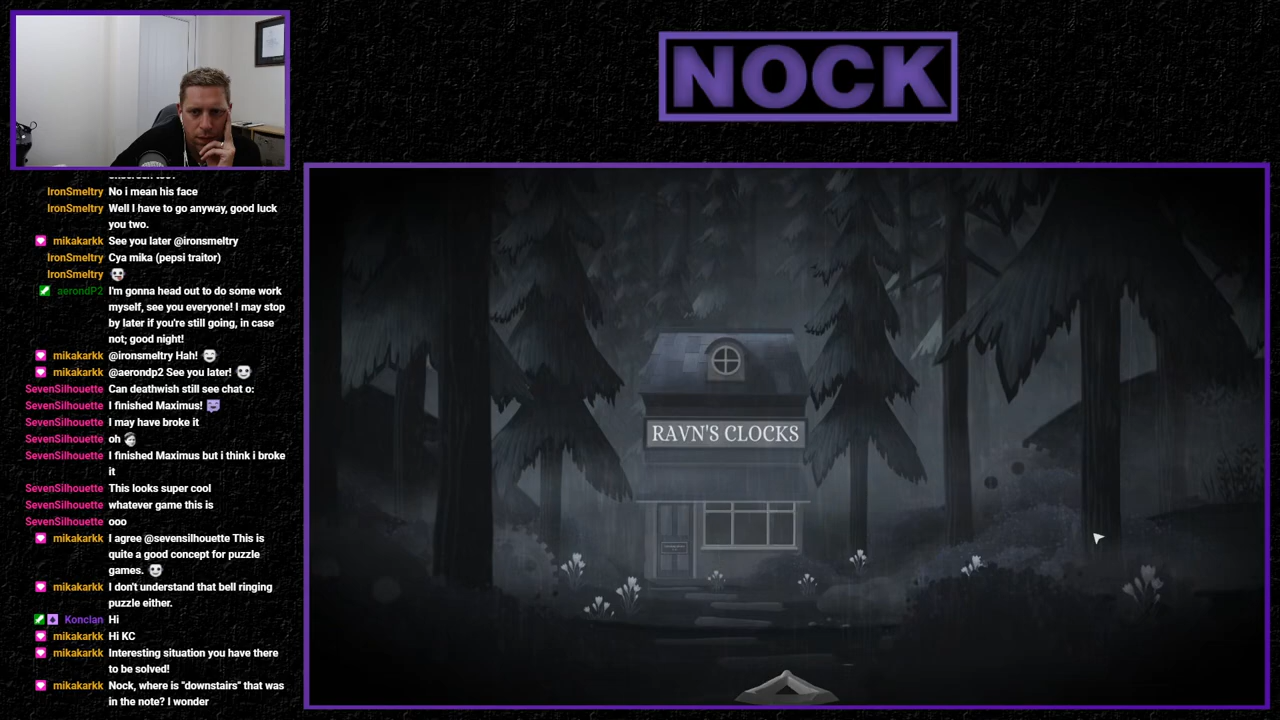 NOCK
IronSmeltry No i mean his face
IronSmeltry Well I have to go anyway, good luck
you two.
mikakarkk See you later @ironsmeltry
IronSmeltry Cya mika (pepsi traitor)
IronSmeltry
aerondP2 I'm gonna head out to do some work
myself, see you everyone! I may stop
by later if you're still going, in case
not; good night!
mikakarkk @ironsmeltry Hah!
mikakarkk @aerondp2 See you later!
SevenSilhouette Can deathwish still see chat o:
SevenSilhouette I finished Maximus!
SevenSilhouette I may have broke it
SevenSilhouette oh
SevenSilhouette I finished Maximus but i think i broke
it
SevenSilhouette This looks super cool
SevenSilhouette whatever game this is
SevenSilhouette ooo
mikakarkk I agree @sevensilhouette This is
quite a good concept for puzzle
games.
mikakarkk I don't understand that bell ringing
puzzle either.
Konclan Hi
mikakarkk Hi KC
mikakarkk Interesting situation you have there
to be solved!
mikakarkk Nock, where is "downstairs" that was
in the note? I wonder
RAVN'S CLOCKS